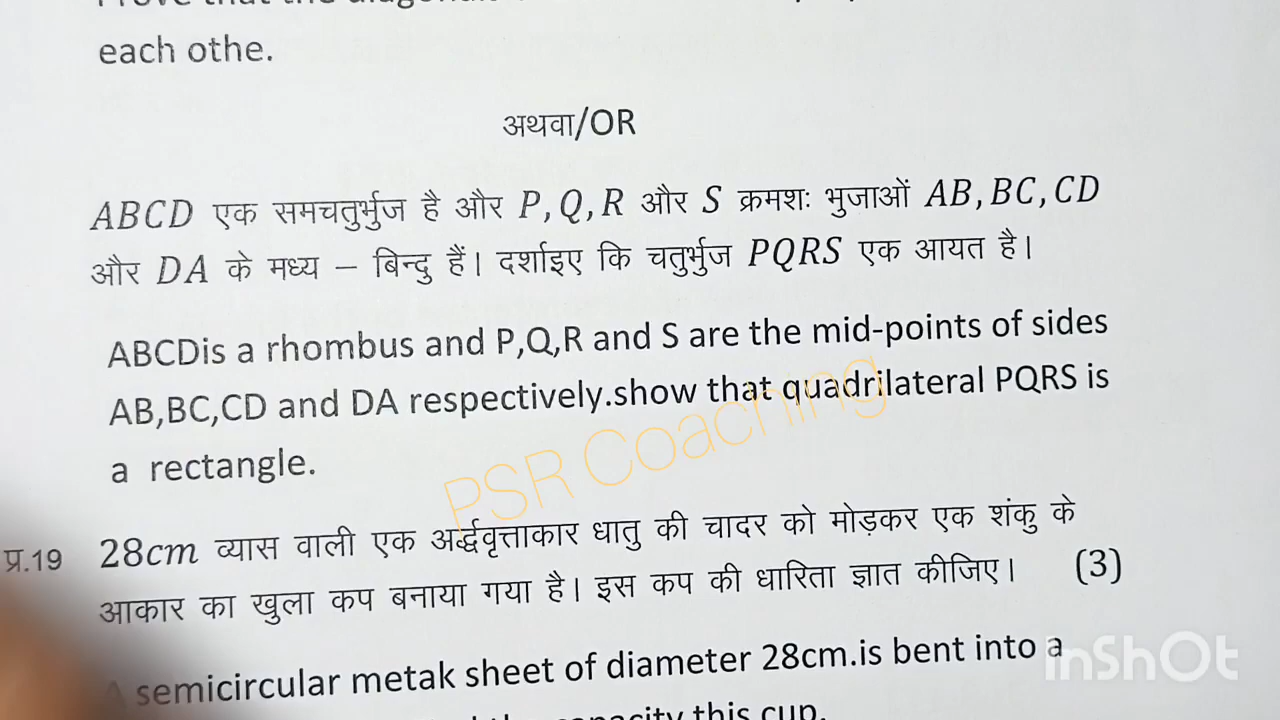 each othe.
अथवा/OR
ABCD एक समचतुर्भुज है और P, Q, R और S क्रमशः भुजाओं AB, BC, CD
और DA के मध्य – बिन्दु हैं। दर्शाइए कि चतुर्भुज PQRS एक आयत है।
ABCDis a rhombus and P,Q,R and S are the mid-points of sides
AB,BC,CD and DA respectively.show that quadrilateral PQRS is
a rectangle.
PSR Coaching
प्र.19 28cm व्यास वाली एक अर्द्धवृत्ताकार धातु की चादर को मोड़कर एक शंकु के
आकार का खुला कप बनाया गया है। इस कप की धारिता ज्ञात कीजिए। (3)
A semicircular metak sheet of diameter 28cm.is bent into a
capacity this cup.
InShOt